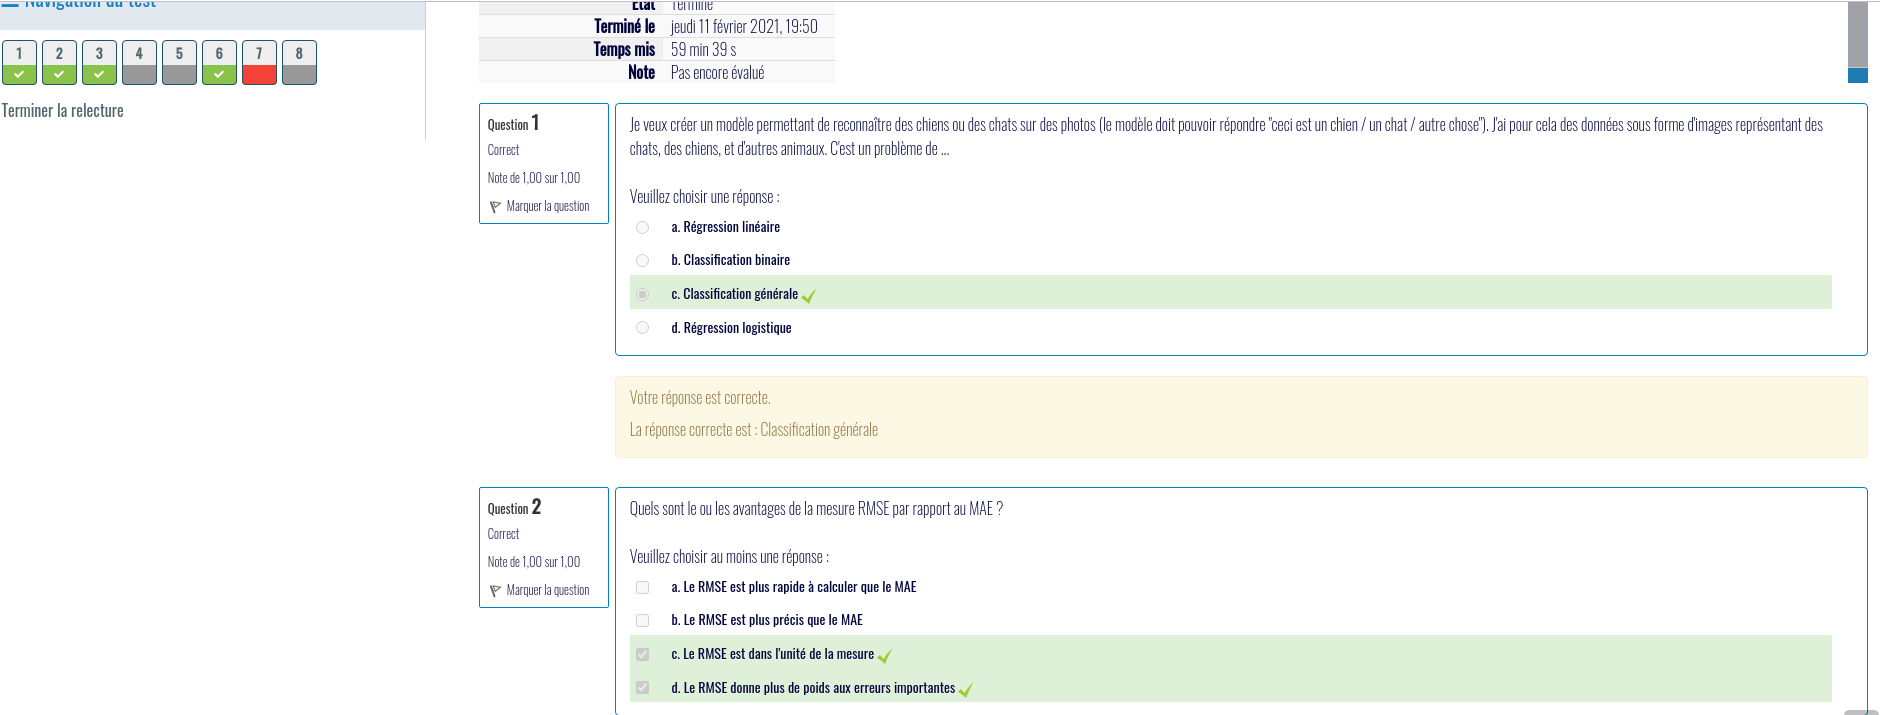 Navigation du test
1 2 3 4 5 6 7 8
Terminer la relecture
État Terminé
Terminé le jeudi 11 février 2021, 19:50
Temps mis 59 min 39 s
Note Pas encore évalué
Question 1
Correct
Note de 1,00 sur 1,00
Marquer la question
Je veux créer un modèle permettant de reconnaître des chiens ou des chats sur des photos (le modèle doit pouvoir répondre "ceci est un chien / un chat / autre chose"). J'ai pour cela des données sous forme d'images représentant des
chats, des chiens, et d'autres animaux. C'est un problème de ...
Veuillez choisir une réponse :
a. Régression linéaire
b. Classification binaire
c. Classification générale
d. Régression logistique
Votre réponse est correcte.
La réponse correcte est : Classification générale
Question 2
Correct
Note de 1,00 sur 1,00
Marquer la question
Quels sont le ou les avantages de la mesure RMSE par rapport au MAE ?
Veuillez choisir au moins une réponse :
a. Le RMSE est plus rapide à calculer que le MAE
b. Le RMSE est plus précis que le MAE
c. Le RMSE est dans l'unité de la mesure
d. Le RMSE donne plus de poids aux erreurs importantes